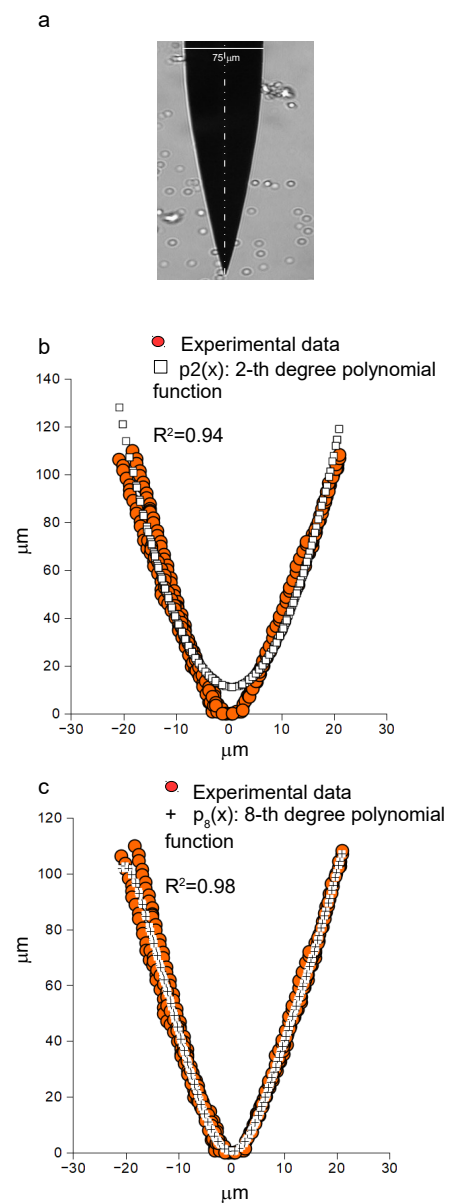 a
75 μm
b
Experimental data
p2(x): 2-th degree polynomial
function
R²=0.94
140
120
100
80
60
40
20
0
μm
−30 −20 −10 0 10 20 30
μm
c
Experimental data
p₈(x): 8-th degree polynomial
function
R²=0.98
120
100
80
60
40
20
0
μm
−30 −20 −10 0 10 20 30
μm